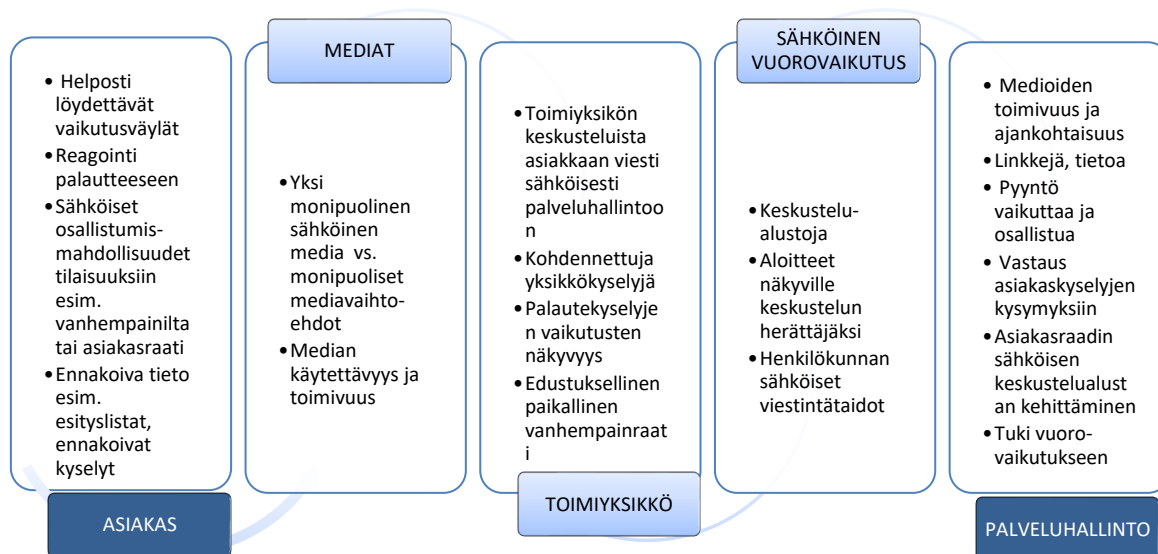 • Helposti
löydettävät
vaikutusväylät
•Reagointi
palautteeseen
•Sähköiset
osallistumis-
mahdollisuudet
tilaisuuksiin
esim.
vanhempainilta
tai asiakasraati
•Ennakoiva tieto
esim.
esityslistat,
ennakoivat
kyselyt
ASIAKAS
MEDIAT
•Yksi
monipuolinen
sähköinen
media vs.
monipuoliset
mediavaihto-
ehdot
•Median
käytettävyys ja
toimivuus
•Toimiyksikön
keskusteluista
asiakkaan viesti
sähköisesti
palveluhallintoo
n
•Kohdennettuja
yksikkökyselyjä
•Palautekyselyje
n vaikutusten
näkyvyys
•Edustuksellinen
paikallinen
vanhempainraat
i
TOIMIYKSIKKÖ
SÄHKÖINEN
VUOROVAIKUTUS
•Keskustelu-
alustoja
•Aloitteet
näkyville
keskustelun
herättäjäksi
•Henkilökunnan
sähköiset
viestintätaidot
• Medioiden
toimivuus ja
ajankohtaisuus
•Linkkejä, tietoa
• Pyyntö
vaikuttaa ja
osallistua
• Vastaus
asiakaskyselyjen
kysymyksiin
•Asiakasraadin
sähköisen
keskustelualust
an kehittäminen
•Tuki vuoro-
vaikutukseen
PALVELUHALLINTO